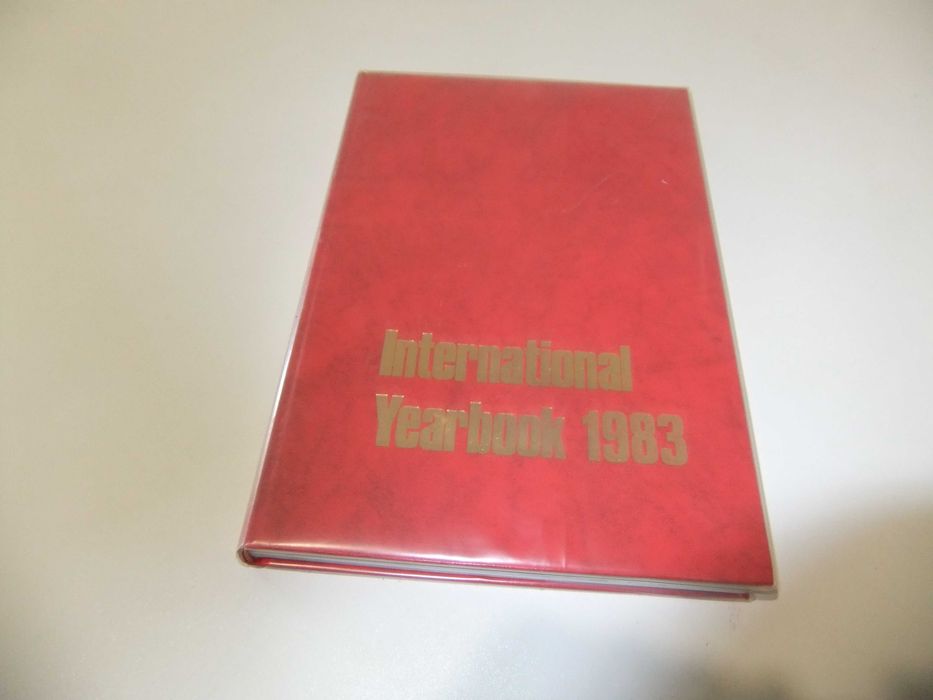 International
Yearbook 1983